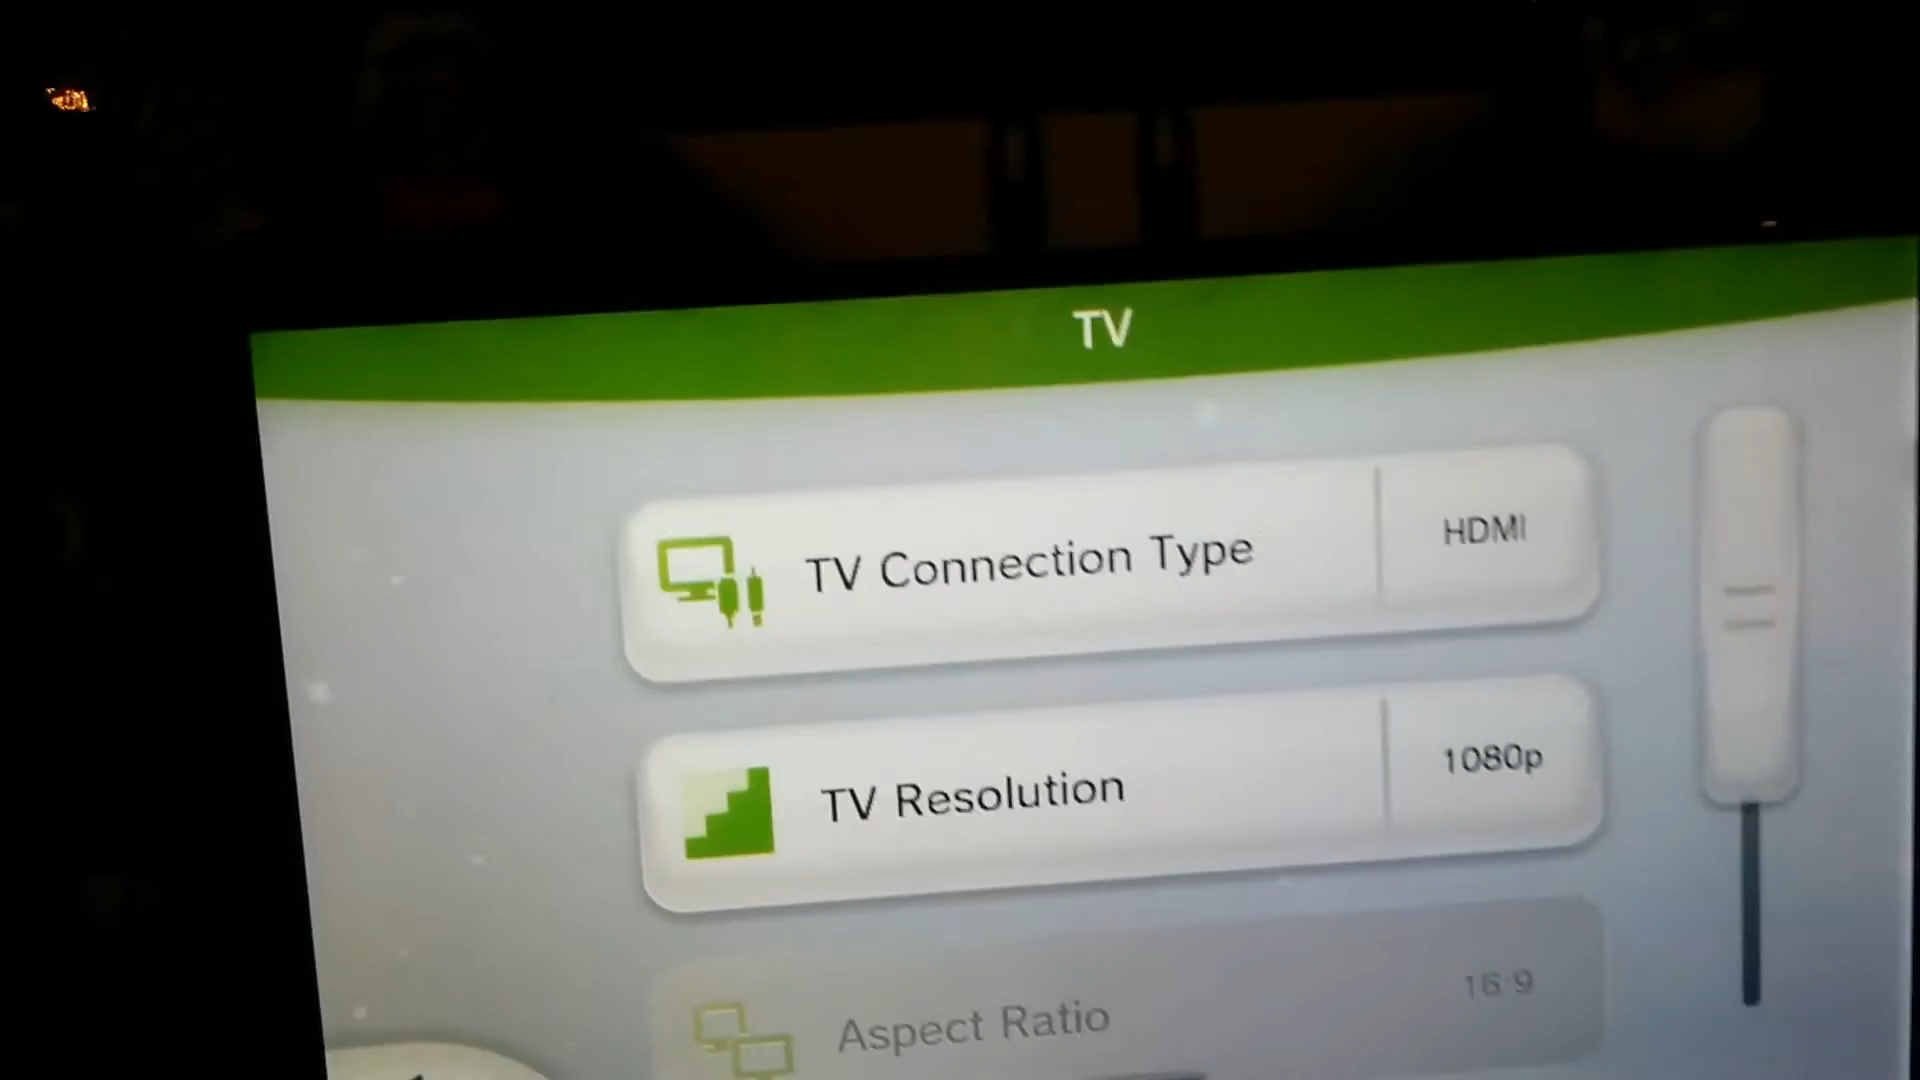 TV
TV Connection Type
HDMI
TV Resolution
1080p
Aspect Ratio
16:9